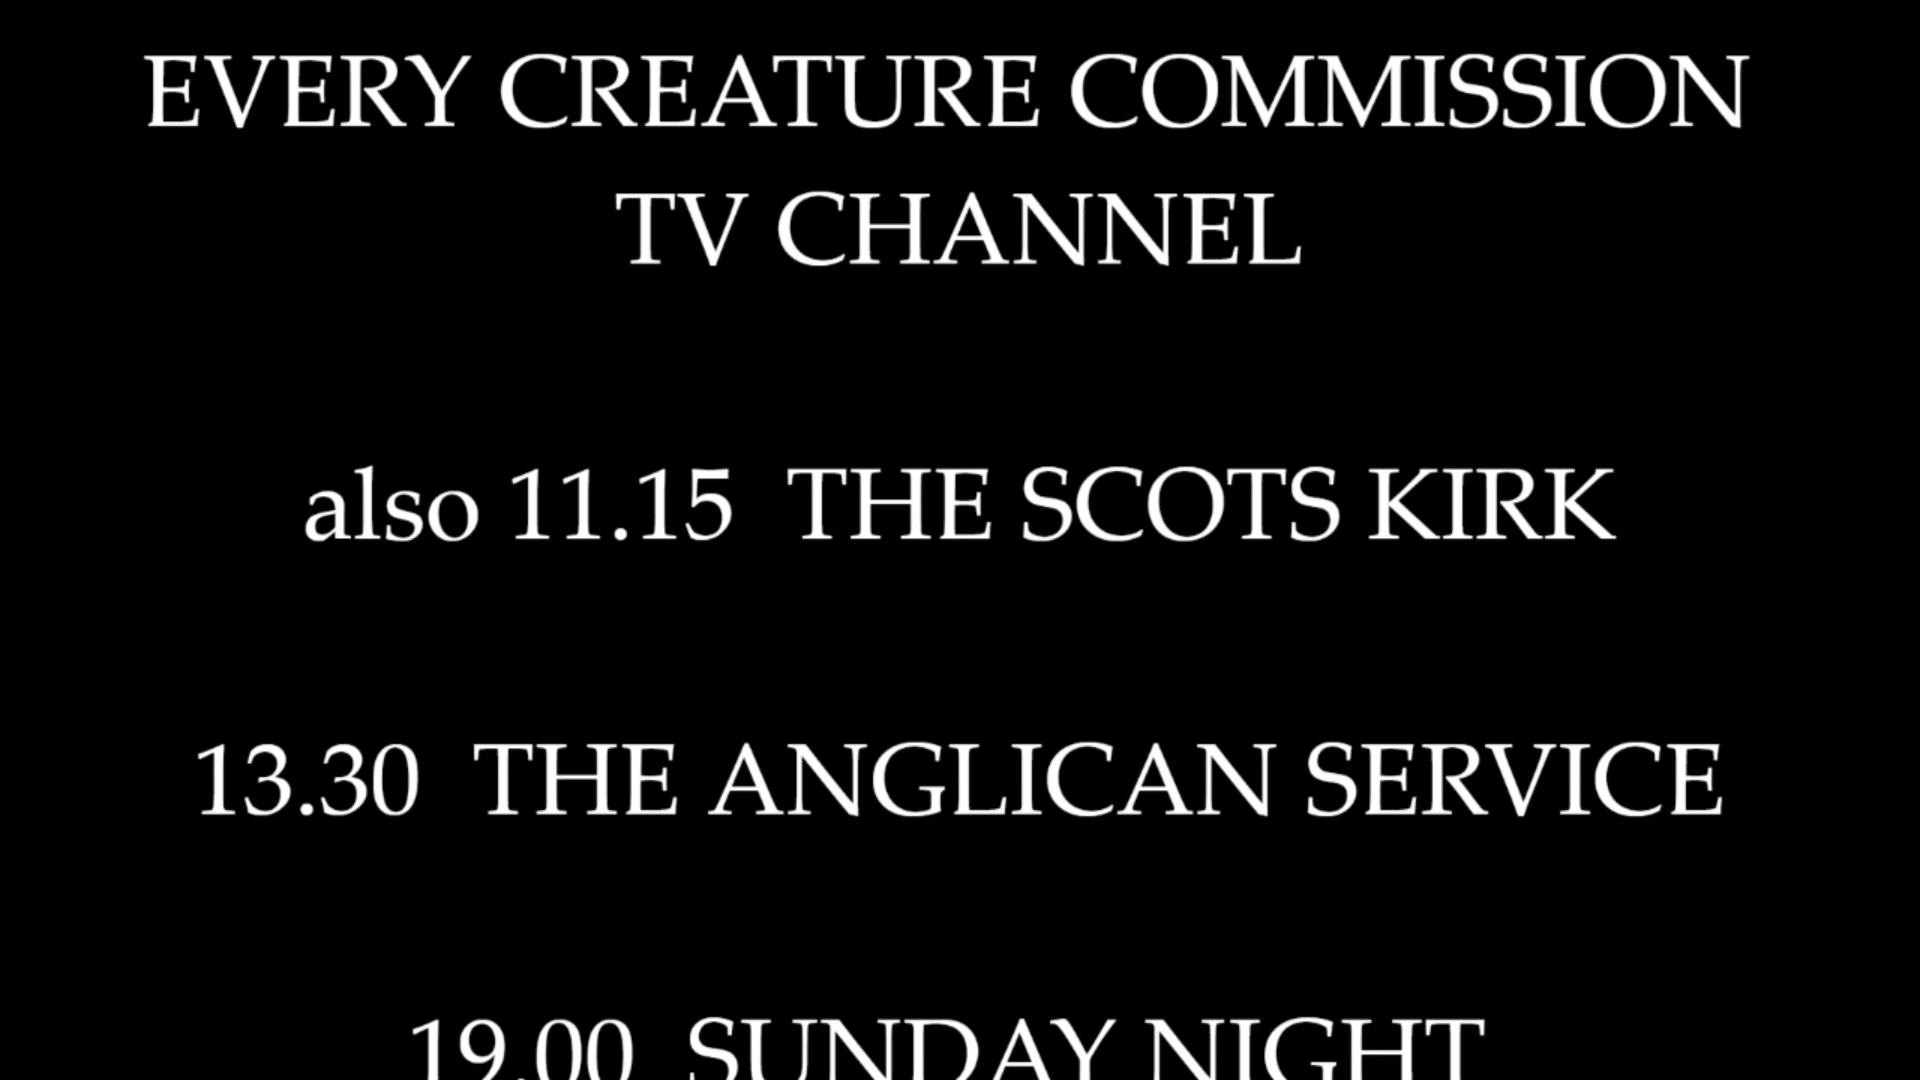 EVERY CREATURE COMMISSION
TV CHANNEL
also 11.15 THE SCOTS KIRK
13.30 THE ANGLICAN SERVICE
19.00 SUNDAY NIGHT